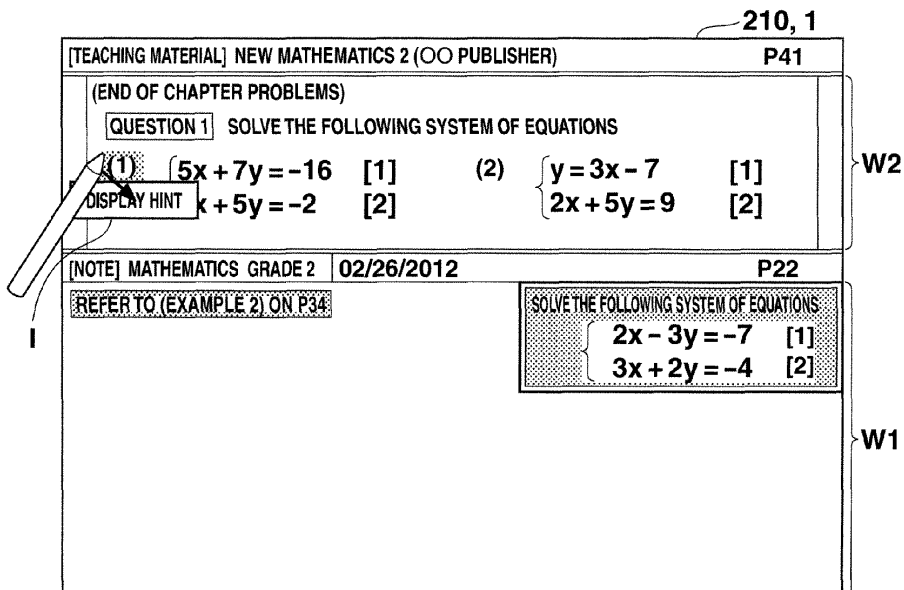 210, 1
[TEACHING MATERIAL] NEW MATHEMATICS 2 (○○ PUBLISHER) P41
(END OF CHAPTER PROBLEMS)
QUESTION 1 SOLVE THE FOLLOWING SYSTEM OF EQUATIONS
(1) 5x + 7y = –16 [1] (2) y = 3x – 7 [1]
DISPLAY HINT x + 5y = –2 [2] 2x + 5y = 9 [2]
W2
[NOTE] MATHEMATICS GRADE 2 02/26/2012 P22
REFER TO (EXAMPLE 2) ON P34
SOLVE THE FOLLOWING SYSTEM OF EQUATIONS
2x – 3y = –7 [1]
3x + 2y = –4 [2]
I
W1